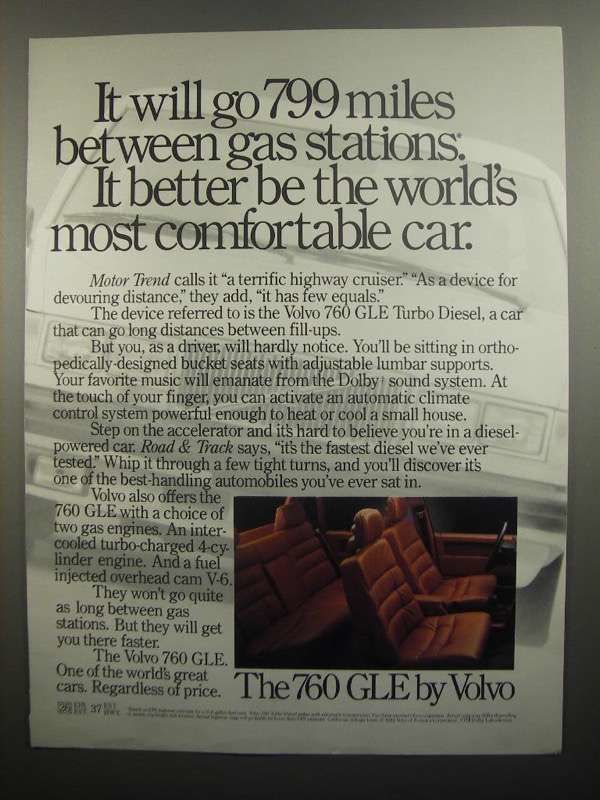 It will go 799 miles
between gas stations.*
It better be the world's
most comfortable car.
Motor Trend calls it "a terrific highway cruiser." "As a device for
devouring distance," they add, "it has few equals."
The device referred to is the Volvo 760 GLE Turbo Diesel, a car
that can go long distances between fill-ups.
But you, as a driver, will hardly notice. You'll be sitting in ortho-
pedically-designed bucket seats with adjustable lumbar supports.
Your favorite music will emanate from the Dolby sound system. At
the touch of your finger, you can activate an automatic climate
control system powerful enough to heat or cool a small house.
Step on the accelerator and it's hard to believe you're in a diesel-
powered car. Road & Track says, "it's the fastest diesel we've ever
tested." Whip it through a few tight turns, and you'll discover it's
one of the best-handling automobiles you've ever sat in.
Volvo also offers the
760 GLE with a choice of
two gas engines. An inter-
cooled turbo-charged 4-cy-
linder engine. And a fuel
injected overhead cam V-6.
They won't go quite
as long between gas
stations. But they will get
you there faster.
The Volvo 760 GLE.
One of the world's great
cars. Regardless of price.
The 760 GLE by Volvo
37 EST HWY.